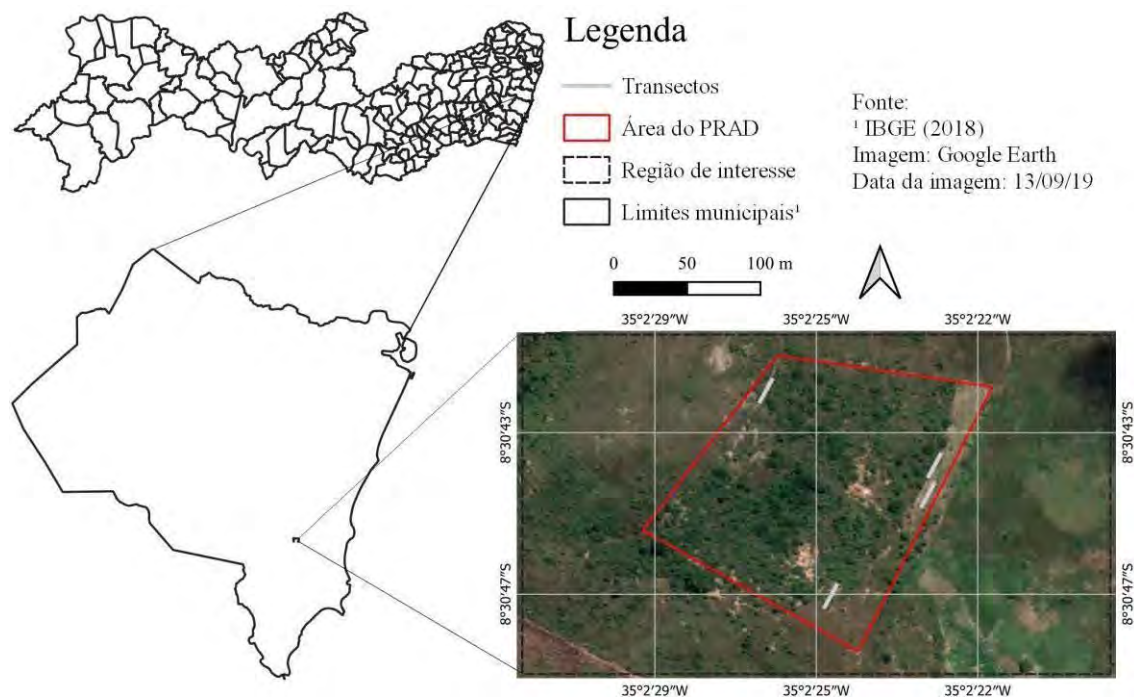 Legenda
Transectos
Área do PRAD
Região de interesse
Limites municipais¹
Fonte:
¹ IBGE (2018)
Imagem: Google Earth
Data da imagem: 13/09/19
0 50 100 m
35°2'29"W 35°2'25"W 35°2'22"W
8°30'43"S 8°30'43"S
8°30'47"S 8°30'47"S
35°2'29"W 35°2'25"W 35°2'22"W